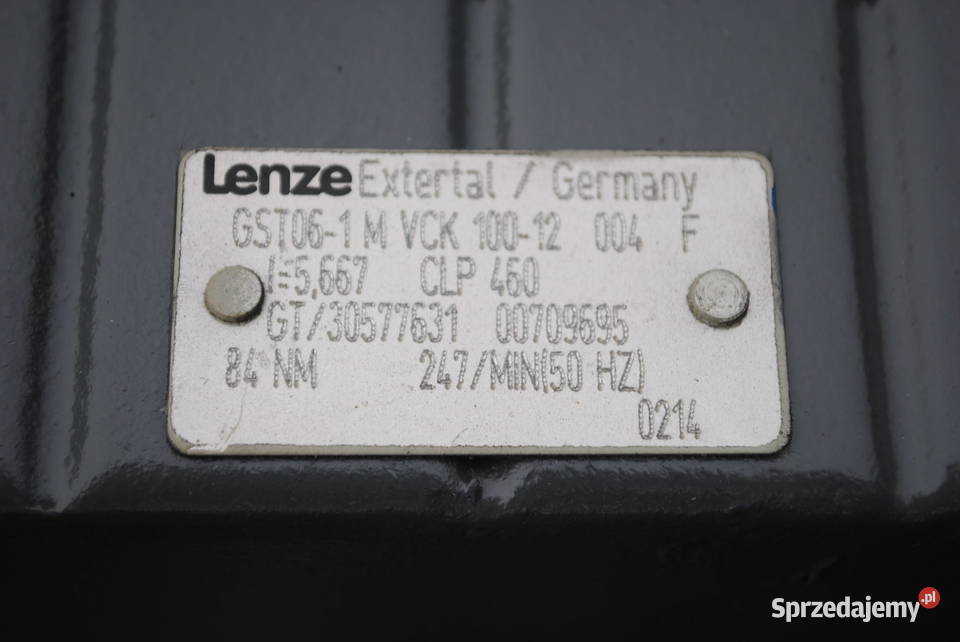 Lenze Extertal / Germany
GST06-1 M VCK 100-12 004 F
i=5,667 CLP 460
GT/30577631 00709695
84 NM 247/MIN(50 HZ)
0214
Sprzedajemy.pl